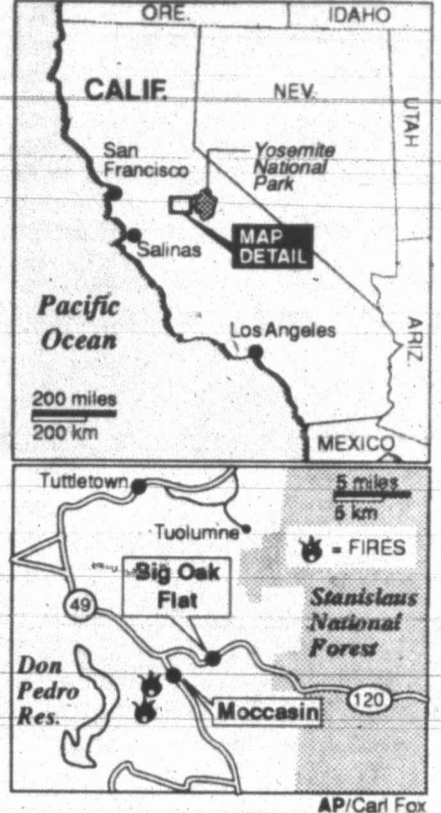 ORE.
IDAHO
CALIF.
NEV.
UTAH
San
Francisco
Yosemite
National
Park
MAP
DETAIL
Salinas
Pacific
Ocean
Los Angeles
ARIZ.
200 miles
200 km
MEXICO
Tuttletown
5 miles
5 km
Tuolumne
= FIRES
Big Oak
Flat
49
Stanislaus
National
Forest
Don
Pedro
Res.
Moccasin
120
AP/Carl Fox